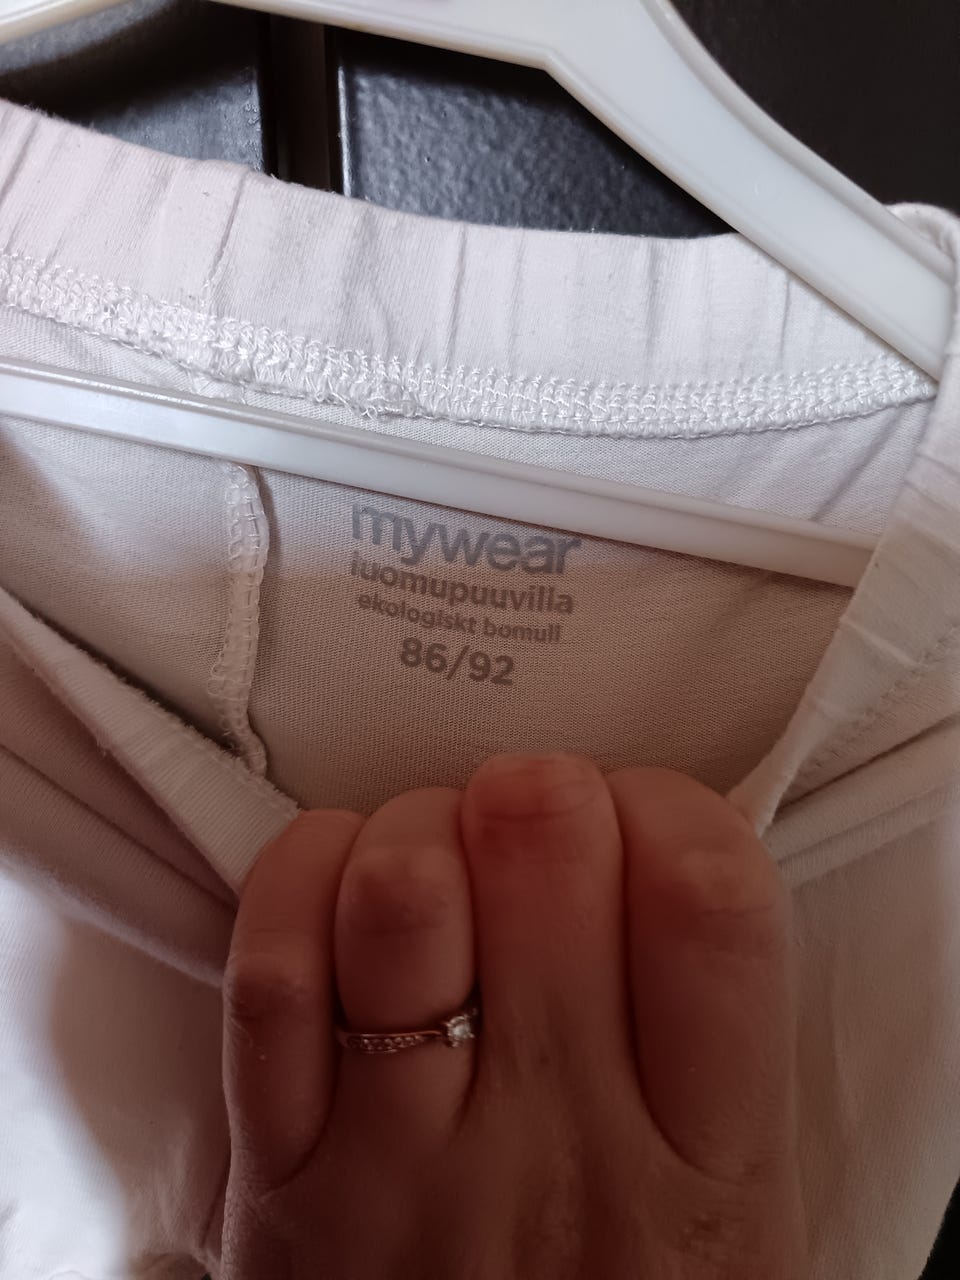 mywear
luomupuuvilla
ekologiskt bomull
86/92